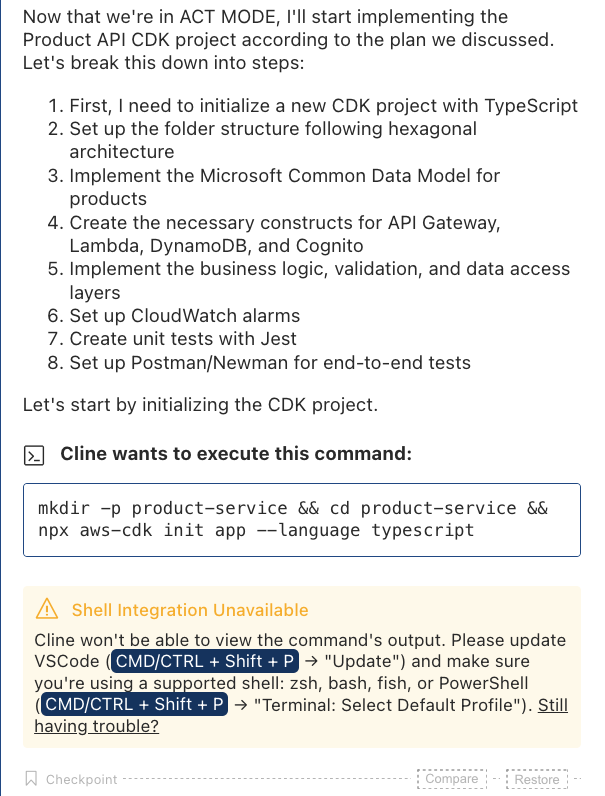 Now that we're in ACT MODE, I'll start implementing the
Product API CDK project according to the plan we discussed.
Let's break this down into steps:
1. First, I need to initialize a new CDK project with TypeScript
2. Set up the folder structure following hexagonal
architecture
3. Implement the Microsoft Common Data Model for
products
4. Create the necessary constructs for API Gateway,
Lambda, DynamoDB, and Cognito
5. Implement the business logic, validation, and data access
layers
6. Set up CloudWatch alarms
7. Create unit tests with Jest
8. Set up Postman/Newman for end-to-end tests
Let's start by initializing the CDK project.
Cline wants to execute this command:
mkdir -p product-service && cd product-service &&
npx aws-cdk init app --language typescript
Shell Integration Unavailable
Cline won't be able to view the command's output. Please update
VSCode (CMD/CTRL + Shift + P → "Update") and make sure
you're using a supported shell: zsh, bash, fish, or PowerShell
(CMD/CTRL + Shift + P → "Terminal: Select Default Profile"). Still
having trouble?
Checkpoint Compare Restore